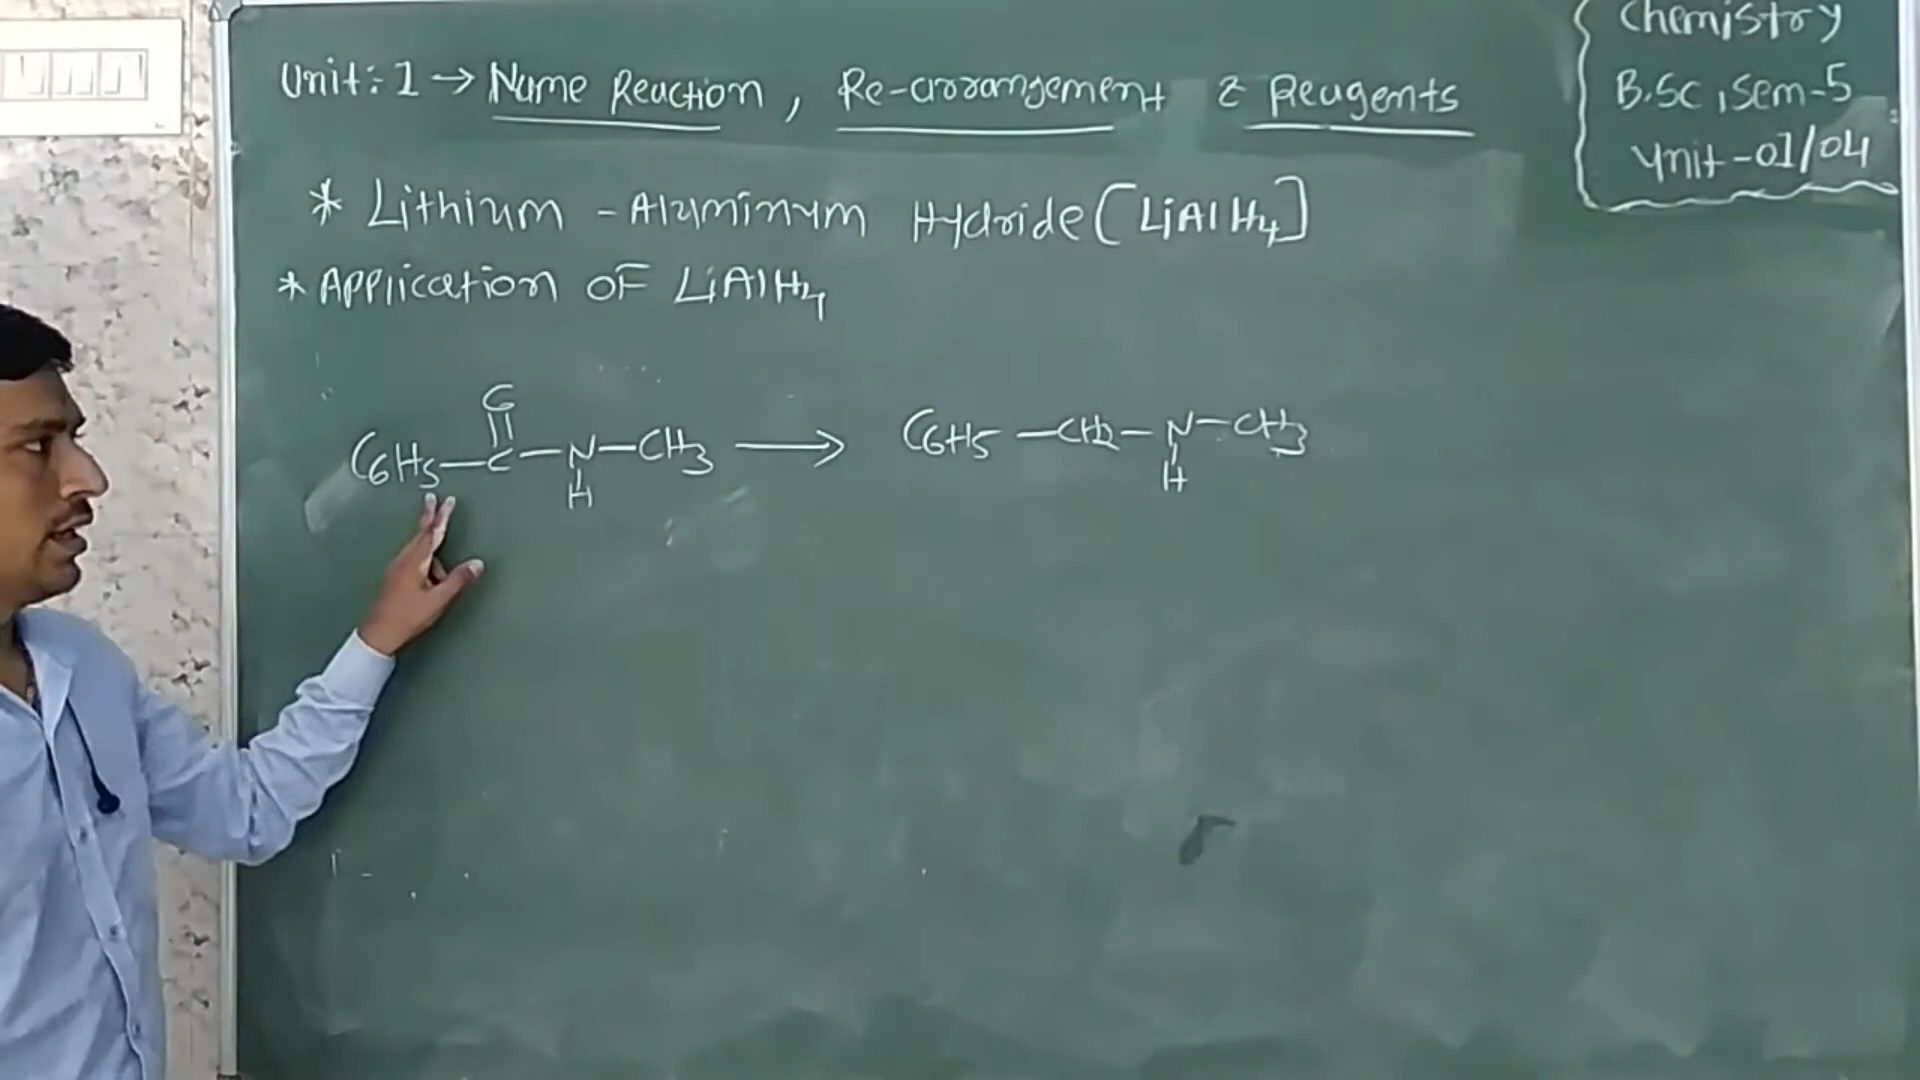 Unit:1 → Name Reaction, Re-arrangement & Reagents
Chemistry
B.SC, Sem-5
Unit-01/04
* Lithium - Aluminum Hydride [LiAlH4]
* Application OF LiAlH4
O
C6H5—C—N—CH3 → C6H5—CH2—N—CH3
H H